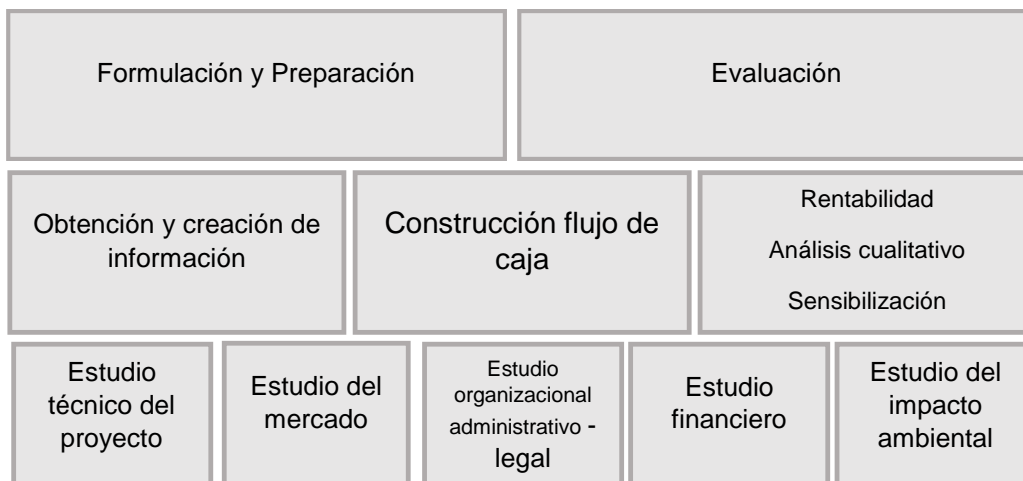 Formulación y Preparación
Evaluación
Obtención y creación de
información
Construcción flujo de
caja
Rentabilidad
Análisis cualitativo
Sensibilización
Estudio
técnico del
proyecto
Estudio del
mercado
Estudio
organizacional
administrativo -
legal
Estudio
financiero
Estudio del
impacto
ambiental